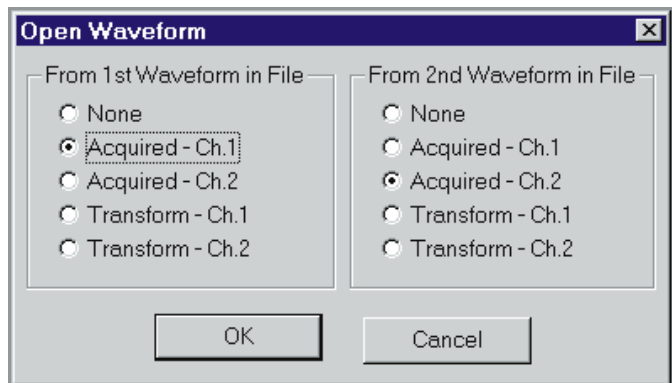 Open Waveform
From 1st Waveform in File
None
Acquired - Ch.1
Acquired - Ch.2
Transform - Ch.1
Transform - Ch.2
From 2nd Waveform in File
None
Acquired - Ch.1
Acquired - Ch.2
Transform - Ch.1
Transform - Ch.2
OK
Cancel